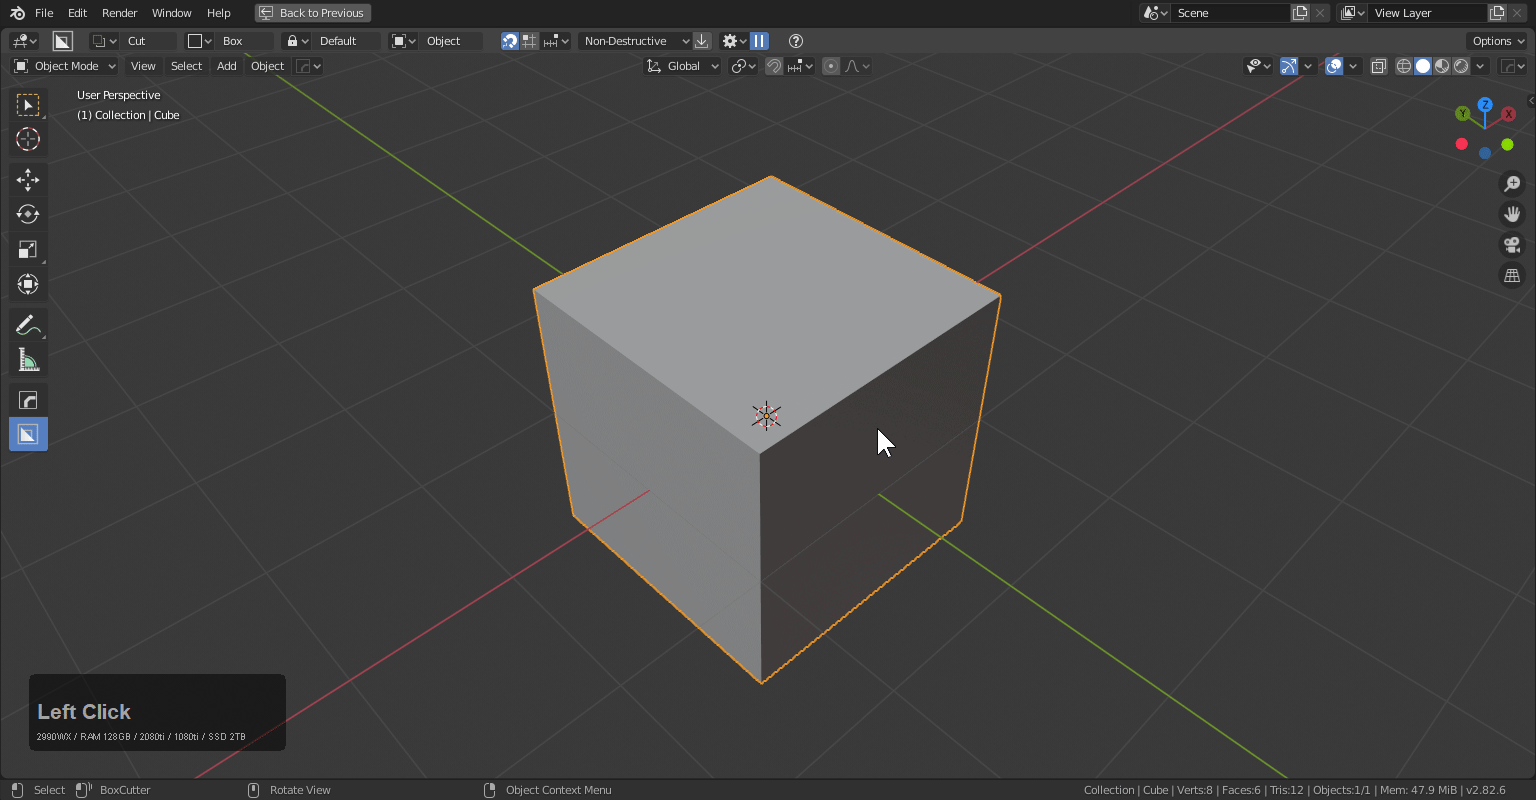 File Edit Render Window Help Back to Previous Scene View Layer
Cut Box Default Object Non-Destructive Options
Object Mode View Select Add Object Global
User Perspective
(1) Collection | Cube
Z
Y X
Left Click
2990WX / RAM 128GB / 2080ti / 1080ti / SSD 2TB
Select BoxCutter Rotate View Object Context Menu Collection | Cube | Verts:8 | Faces:6 | Tris:12 | Objects:1/1 | Mem: 47.9 MiB | v2.82.6